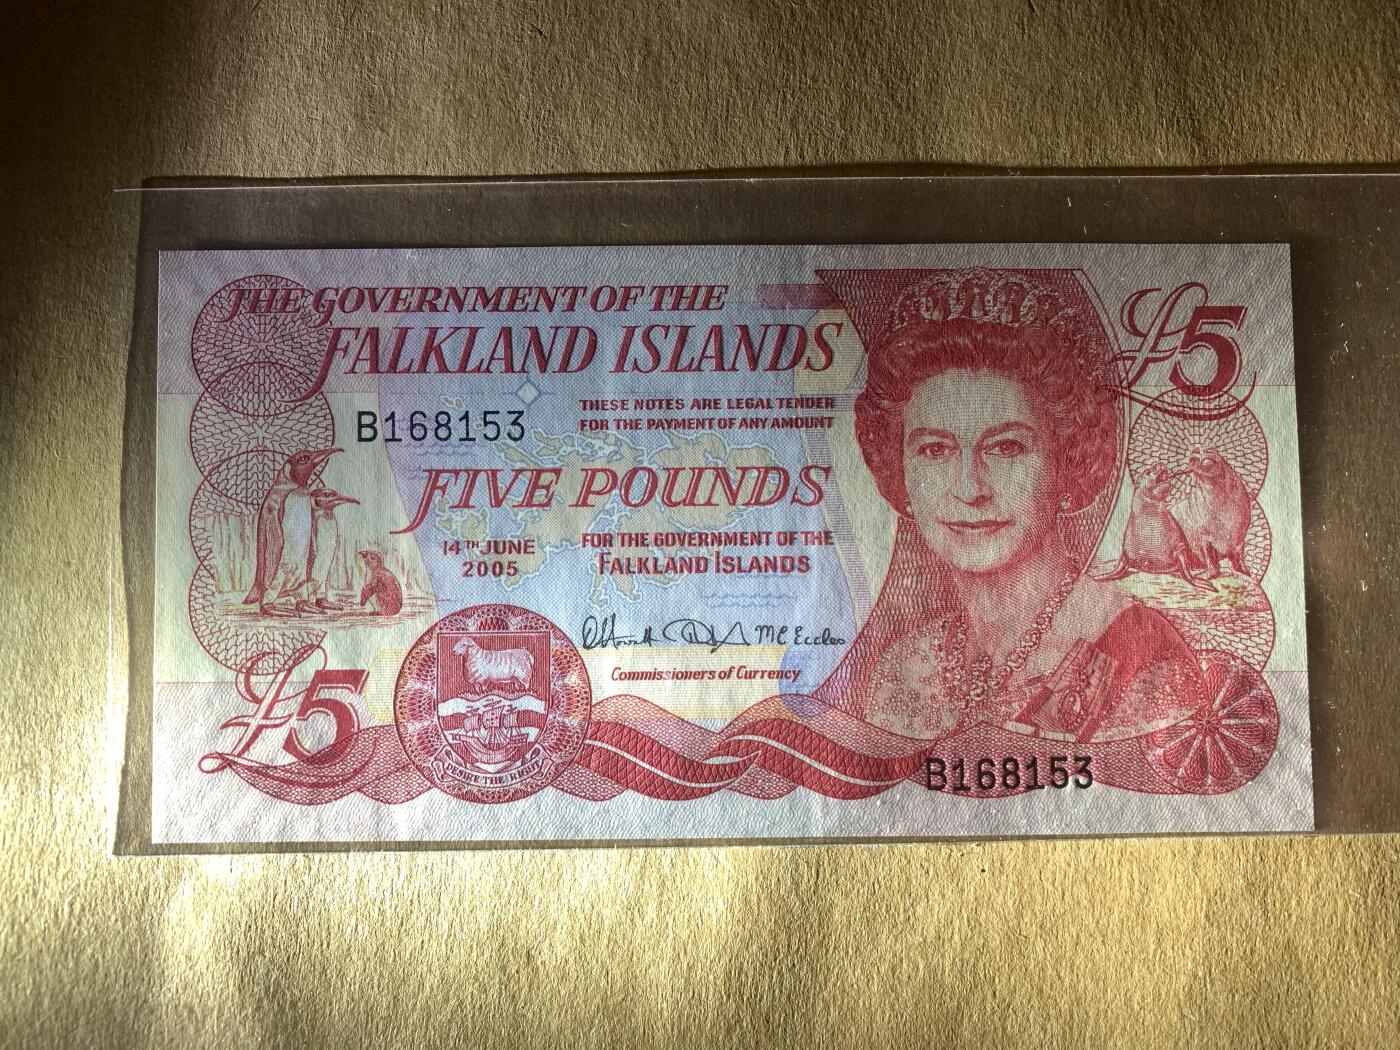 THE GOVERNMENT OF THE
FALKLAND ISLANDS
£5
B168153
THESE NOTES ARE LEGAL TENDER
FOR THE PAYMENT OF ANY AMOUNT
FIVE POUNDS
14TH JUNE
2005
FOR THE GOVERNMENT OF THE
FALKLAND ISLANDS
Commissioners of Currency
£5
DESIRE THE RIGHT
B168153